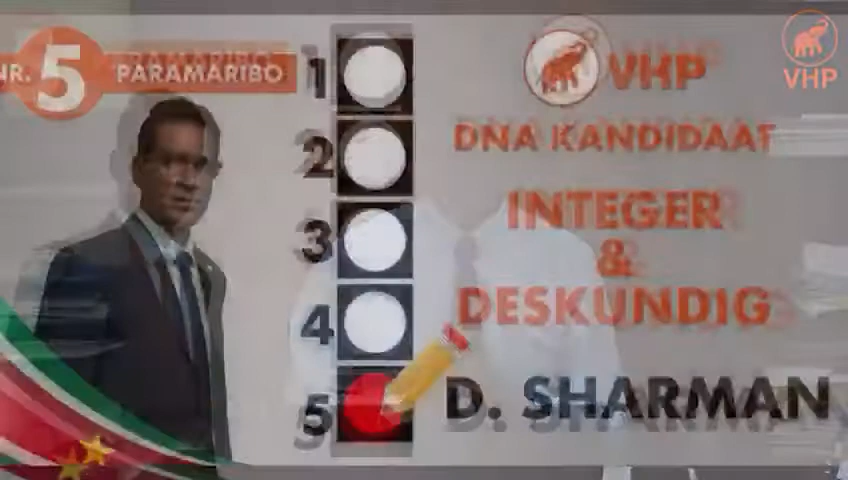 NR. 5 PARAMARIBO
1
2
3
4
5
VHP
DNA KANDIDAAT
INTEGER
&
DESKUNDIG
D. SHARMAN
VHP